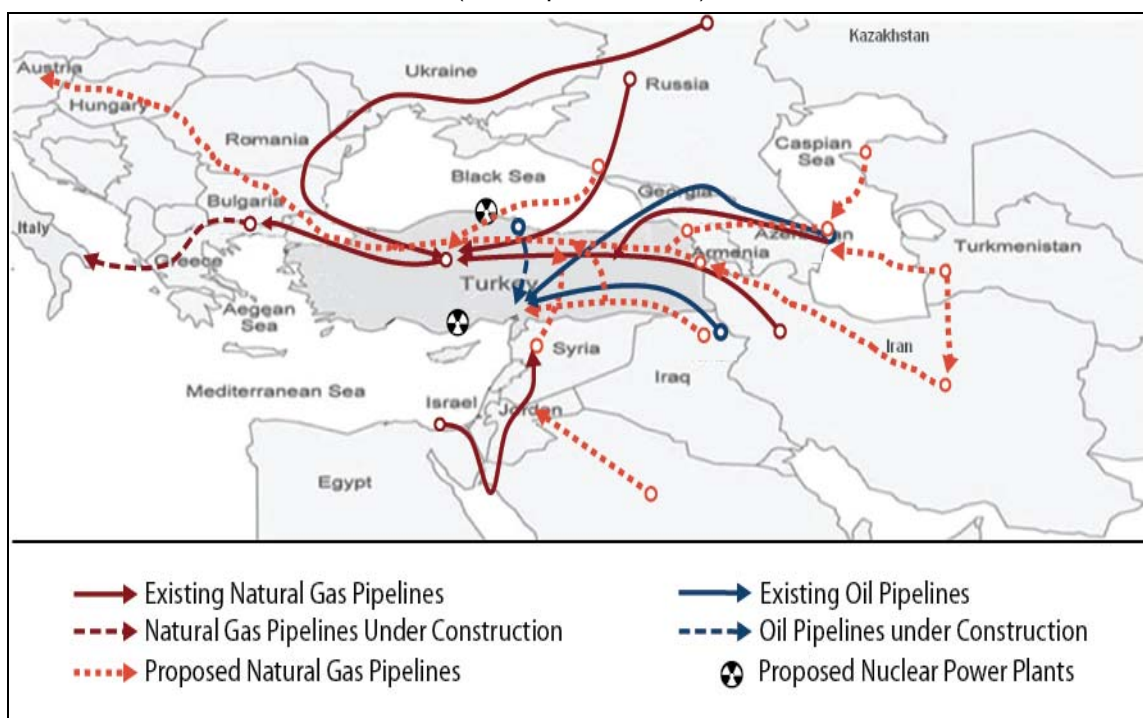 Kazakhstan
Austria
Ukraine
Russia
Hungary
Romania
Caspian
Sea
Black Sea
Georgia
Bulgaria
Italy
Azerbaijan
Turkmenistan
Greece
Armenia
Turkey
Aegean
Sea
Syria
Iran
Iraq
Mediterranean Sea
Israel
Jordan
Egypt
Existing Natural Gas Pipelines
Existing Oil Pipelines
Natural Gas Pipelines Under Construction
Oil Pipelines under Construction
Proposed Natural Gas Pipelines
Proposed Nuclear Power Plants